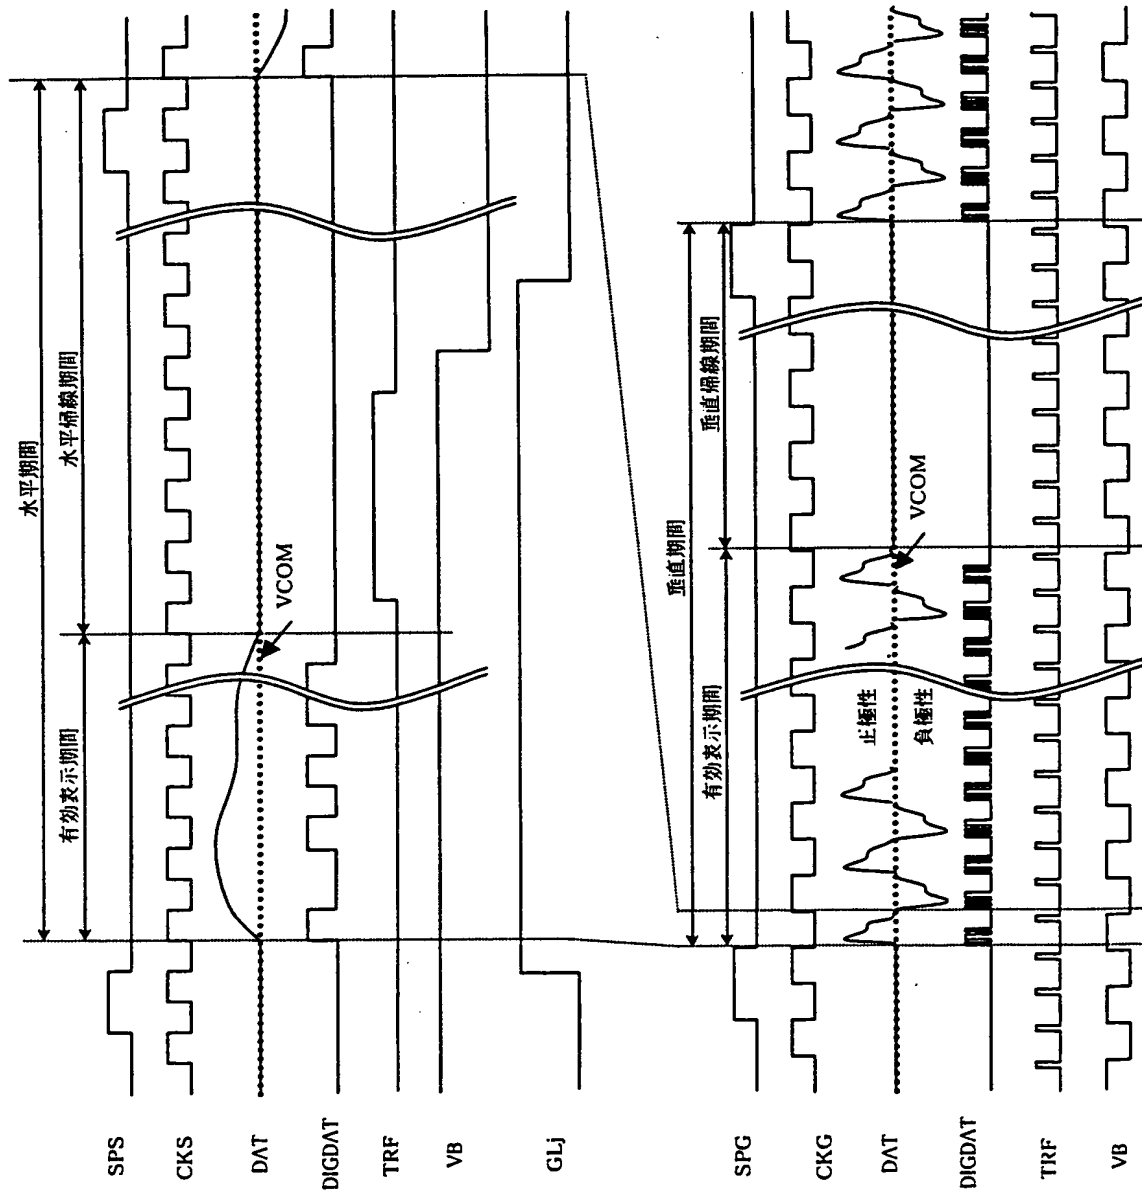 水平期間
有効表示期間
水平帰線期間
SPS
CKS
DAT
VCOM
DIGDAT
TRF
VB
GLj
垂直期間
有効表示期間
垂直帰線期間
SPG
CKG
正極性
DAT
VCOM
負極性
DIGDAT
TRF
VB